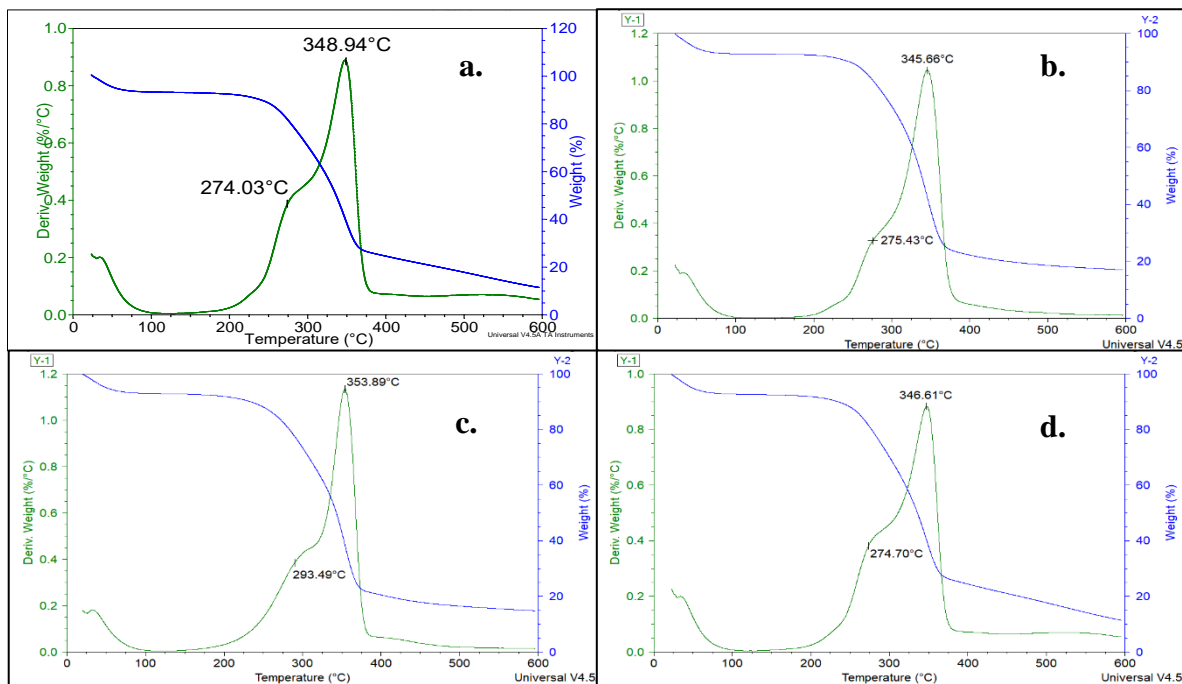 a.
348.94°C
274.03°C
1.0
0.8
0.6
0.4
0.2
0.0
Deriv. Weight (%/°C)
120
100
80
60
40
20
0
Weight (%)
0 100 200 300 400 500 600
Temperature (°C)
Universal V4.5A TA Instruments
Y-1 Y-2
b.
345.66°C
275.43°C
1.2
1.0
0.8
0.6
0.4
0.2
0.0
Deriv. Weight (%/°C)
100
80
60
40
20
0
Weight (%)
0 100 200 300 400 500 600
Temperature (°C)
Universal V4.5
Y-1 Y-2
c.
353.89°C
293.49°C
1.2
1.0
0.8
0.6
0.4
0.2
0.0
Deriv. Weight (%/°C)
100
80
60
40
20
0
Weight (%)
0 100 200 300 400 500 600
Temperature (°C)
Universal V4.5
Y-1 Y-2
d.
346.61°C
274.70°C
1.0
0.8
0.6
0.4
0.2
0.0
Deriv. Weight (%/°C)
100
80
60
40
20
0
Weight (%)
0 100 200 300 400 500 600
Temperature (°C)
Universal V4.5